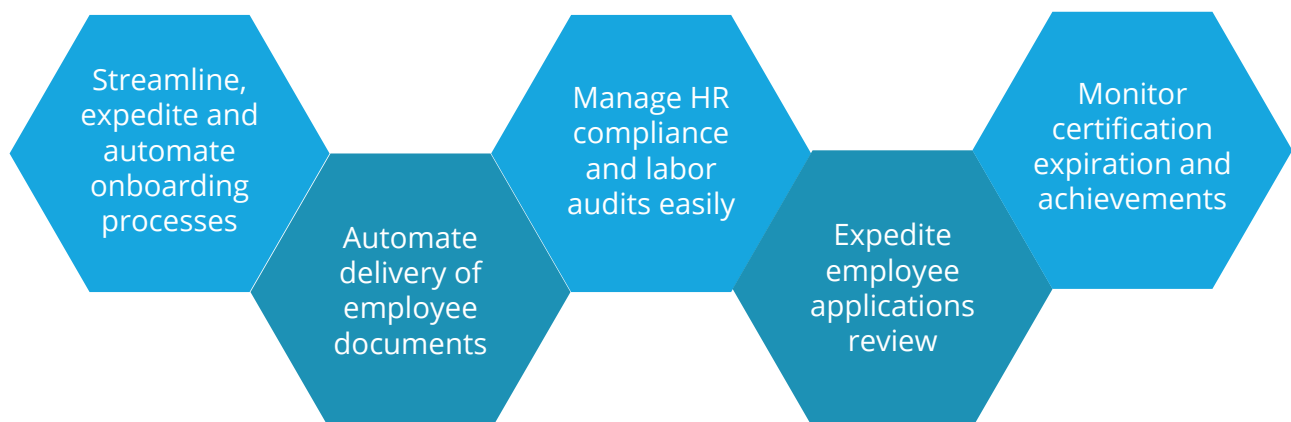 Streamline,
expedite and
automate
onboarding
processes
Automate
delivery of
employee
documents
Manage HR
compliance
and labor
audits easily
Expedite
employee
applications
review
Monitor
certification
expiration and
achievements